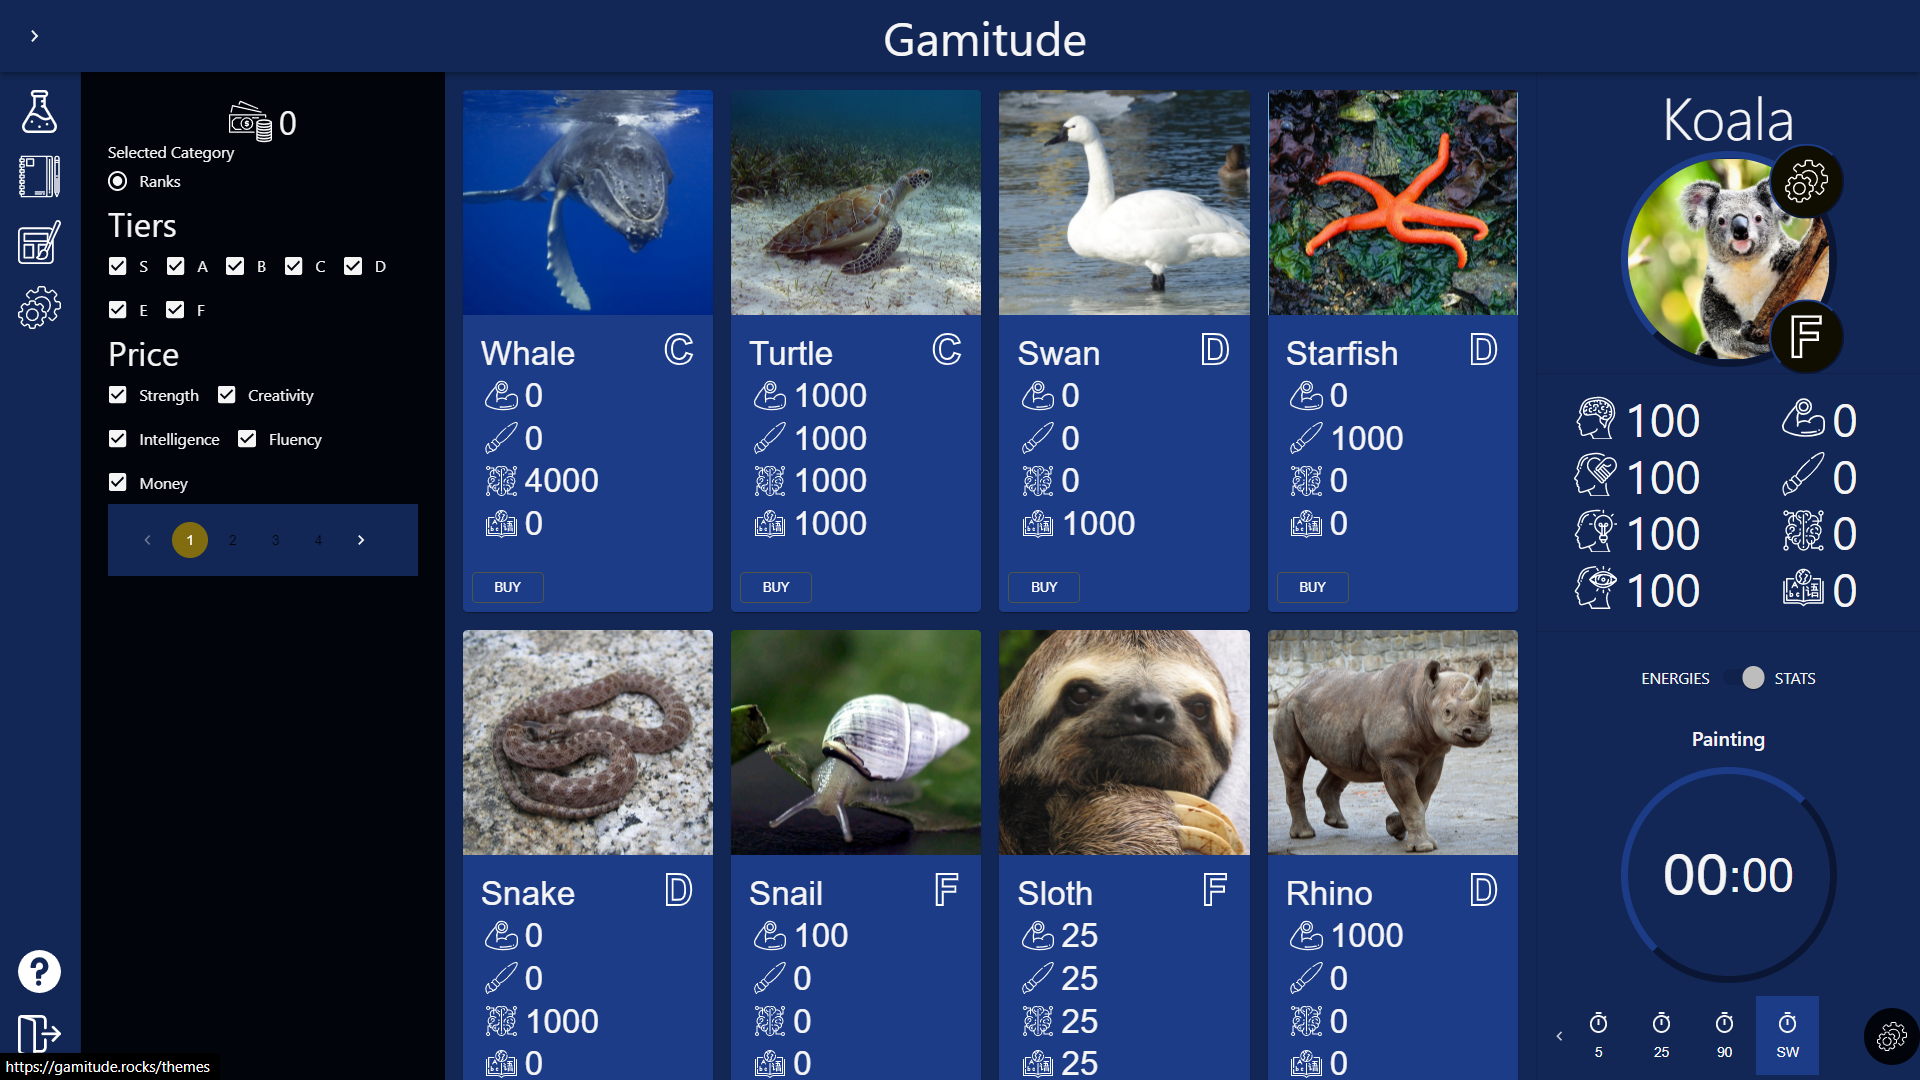 Gamitude
0
Selected Category
Ranks
Tiers
S A B C D
E F
Price
Strength Creativity
Intelligence Fluency
Money
1 2 3 4
Whale C
0
0
4000
0
BUY
Turtle C
1000
1000
1000
1000
BUY
Swan D
0
0
0
1000
BUY
Starfish D
0
1000
0
0
BUY
Snake D
0
0
1000
0
Snail F
100
0
0
0
Sloth F
25
25
25
25
Rhino D
1000
0
0
0
Koala
F
100 0
100 0
100 0
100 0
ENERGIES STATS
Painting
00:00
5 25 90 SW
https://gamitude.rocks/themes